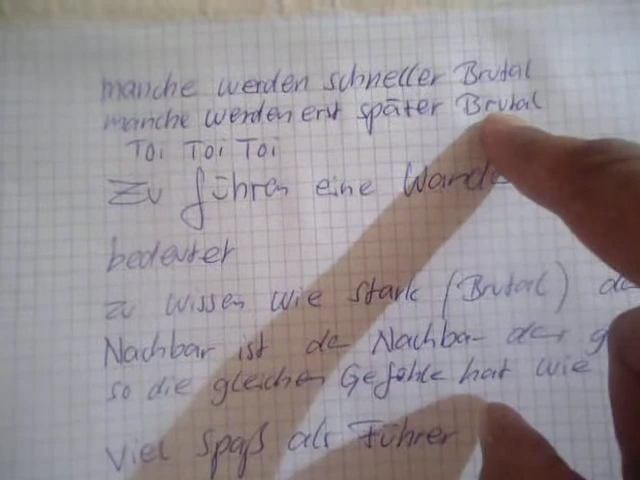 manche werden schneller Brutal
manche werden erst später Brutal
Toi Toi Toi
Zu führen eine
bedeutet
zu wissen wie stark (Brutal)
Nachbar ist der Nachbar der
so die gleichen Gefühle hat wie
Viel Spaß als Führer